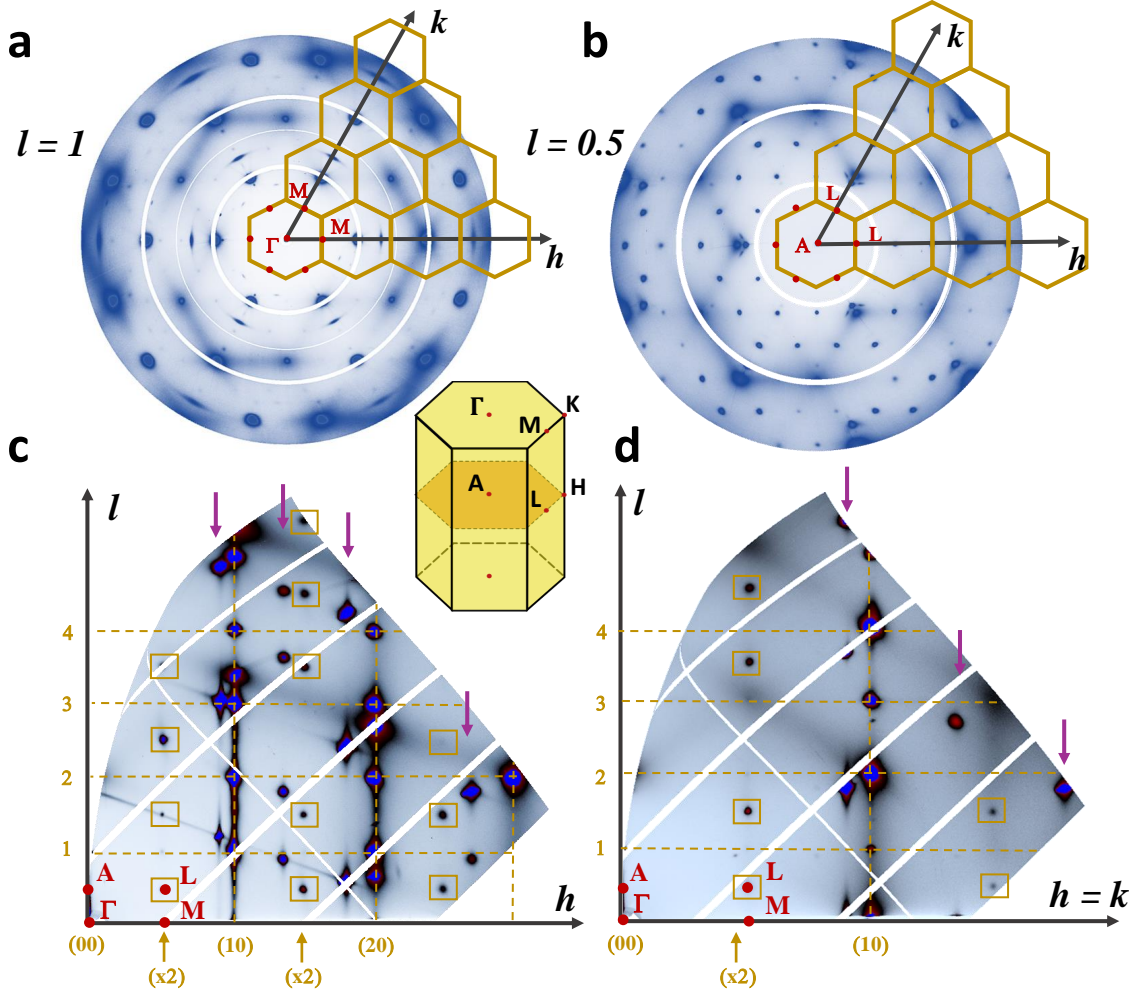 a
k
l = 1
M
M
Γ
h
b
k
l = 0.5
L
L
A
h
Γ
K
M
A
H
L
c
l
4
3
2
1
A
L
Γ
M
h
(00)
(10)
(20)
(x2)
(x2)
d
l
4
3
2
1
A
L
Γ
M
h = k
(00)
(10)
(x2)